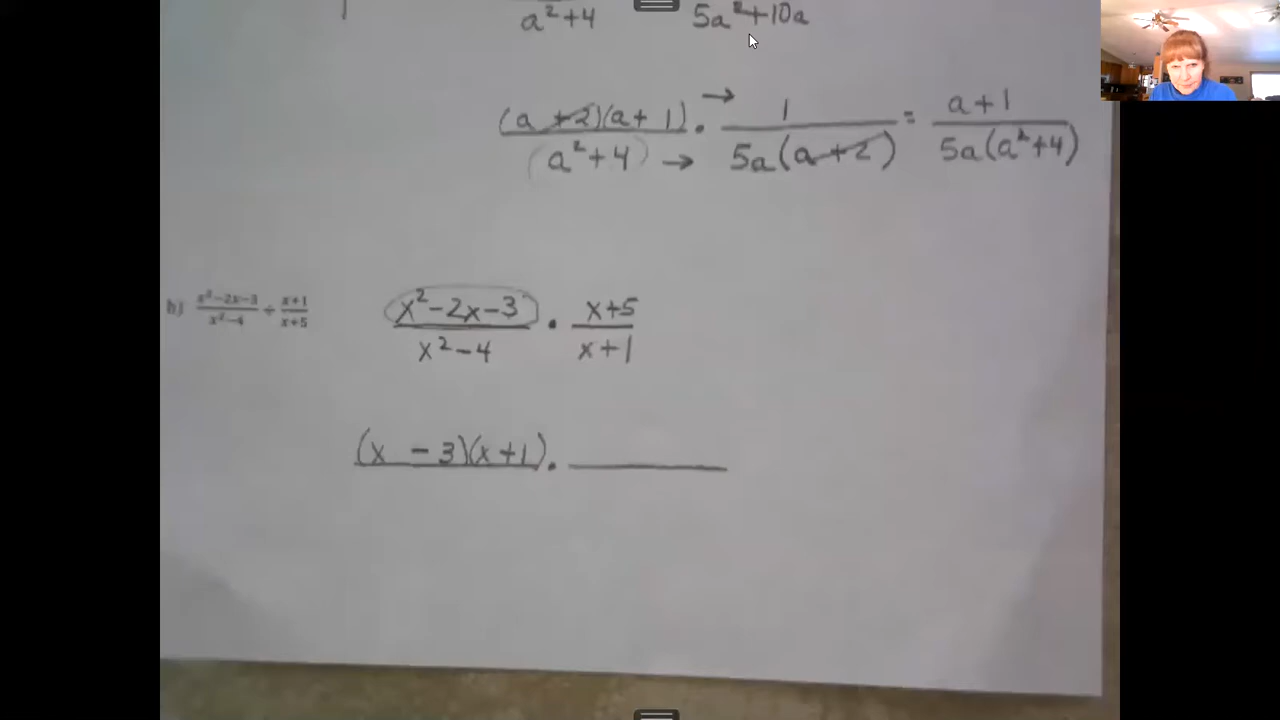 a²+4 5a²+10a
(a+2)(a+1) · 1 = a+1
(a²+4) → 5a(a+2) 5a(a²+4)
b) x²-2x-3 ÷ x+1
x²-4 x+5
x²-2x-3 · x+5
x²-4 x+1
(x -3)(x+1) ·